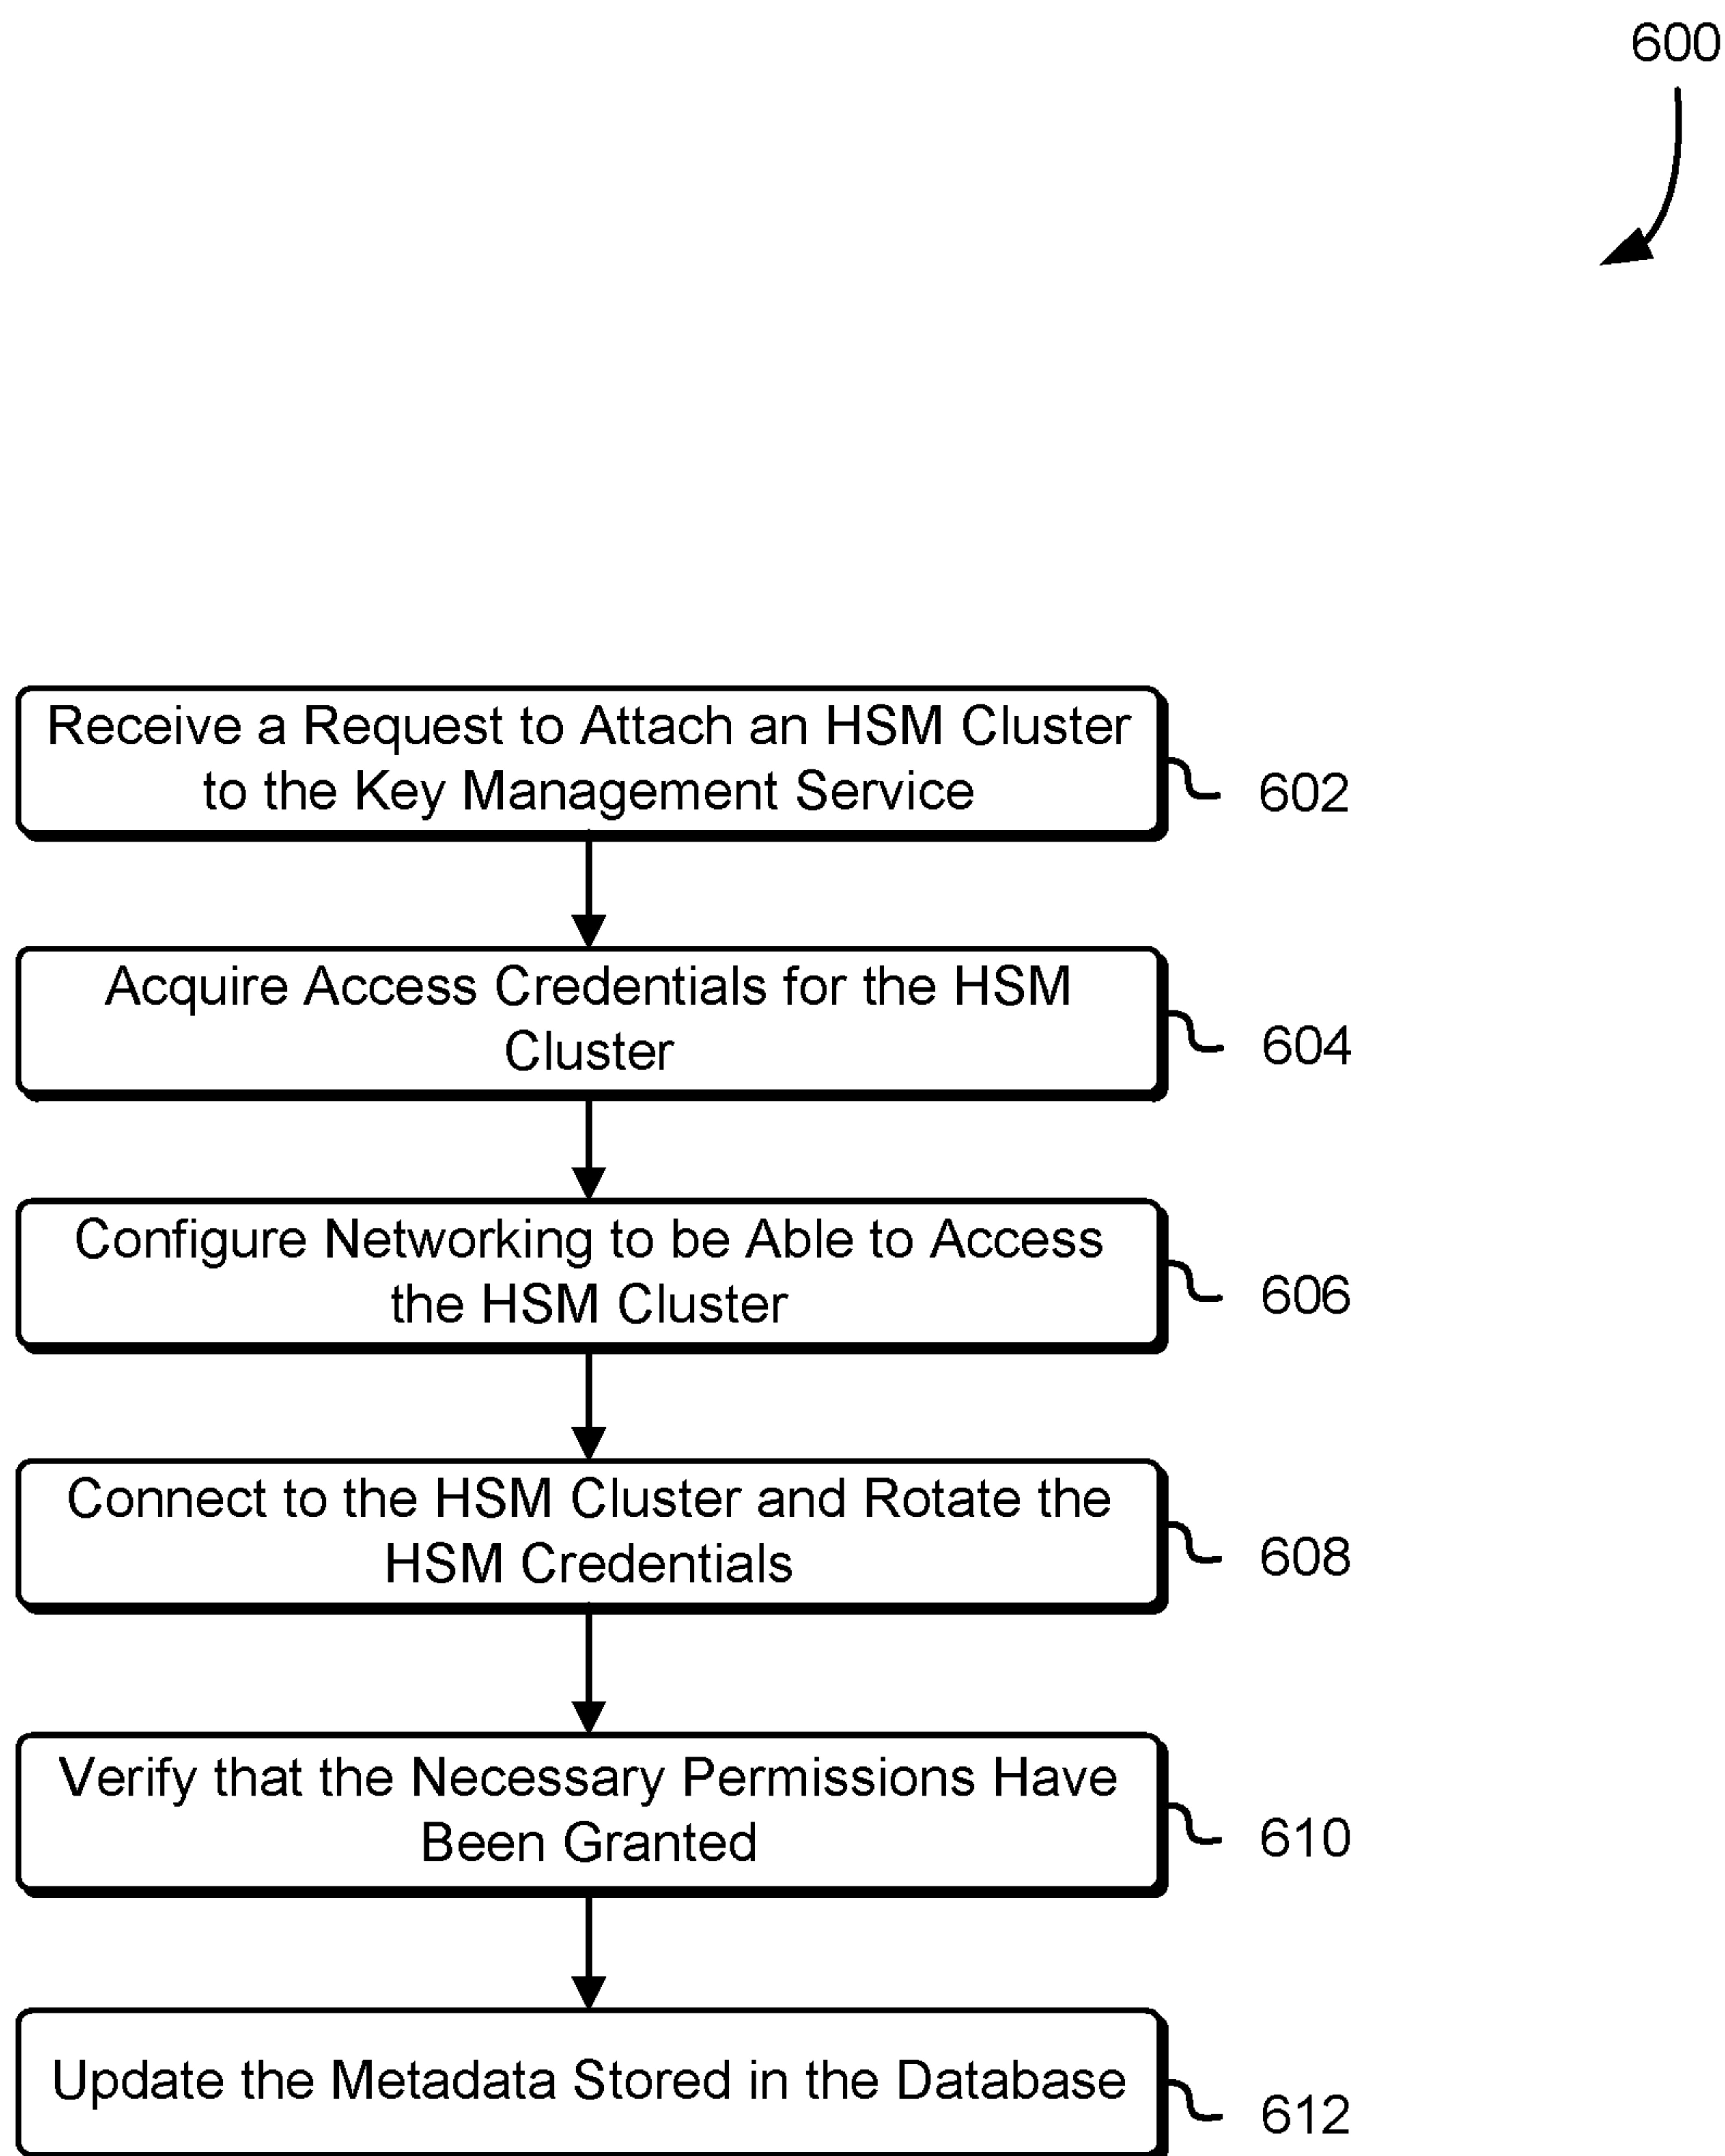 600
Receive a Request to Attach an HSM Cluster
to the Key Management Service
602
Acquire Access Credentials for the HSM
Cluster
604
Configure Networking to be Able to Access
the HSM Cluster
606
Connect to the HSM Cluster and Rotate the
HSM Credentials
608
Verify that the Necessary Permissions Have
Been Granted
610
Update the Metadata Stored in the Database
612